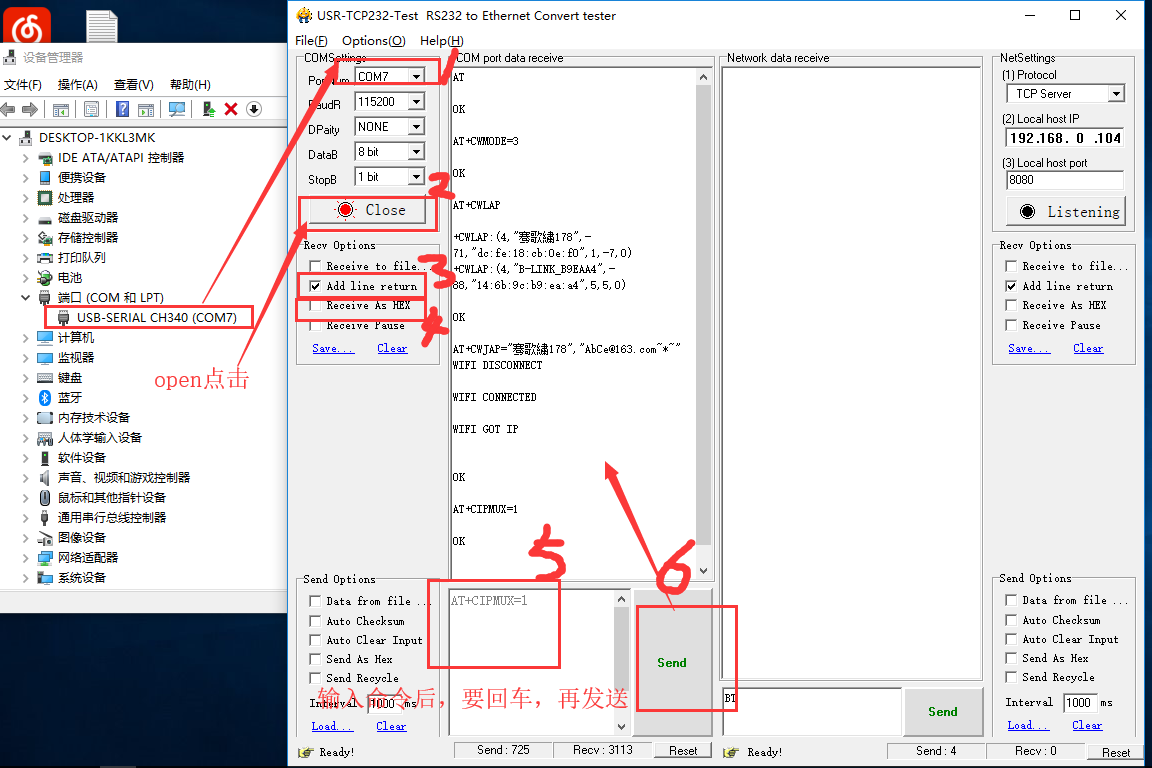 设备管理器
文件(F) 操作(A) 查看(V) 帮助(H)
DESKTOP-1KKL3MK
IDE ATA/ATAPI 控制器
便携设备
处理器
磁盘驱动器
存储控制器
打印队列
电池
端口 (COM 和 LPT)
USB-SERIAL CH340 (COM7)
计算机
监视器
键盘
蓝牙
内存技术设备
人体学输入设备
软件设备
声音、视频和游戏控制器
鼠标和其他指针设备
通用串行总线控制器
图像设备
网络适配器
系统设备
open点击
USR-TCP232-Test RS232 to Ethernet Convert tester
File(F) Options(O) Help(H)
COMSettings
PortNum COM7
BaudR 115200
DPaity NONE
DataB 8 bit
StopB 1 bit
Close
1
2
3
4
Recv Options
Receive to file...
Add line return
Receive As HEX
Receive Pause
Save... Clear
Send Options
Data from file ...
Auto Checksum
Auto Clear Input
Send As Hex
Send Recycle
Interval 1000 ms
Load... Clear
Ready!
COM port data receive
AT
OK
AT+CWMODE=3
OK
AT+CWLAP
+CWLAP:(4,"骞歌繍178",-
71,"dc:fe:18:cb:0e:f0",1,-7,0)
+CWLAP:(4,"B-LINK_B9EAA4",-
88,"14:6b:9c:b9:ea:a4",5,5,0)
OK
AT+CWJAP="骞歌繍178","AbCe@163.com~*~"
WIFI DISCONNECT
WIFI CONNECTED
WIFI GOT IP
OK
AT+CIPMUX=1
OK
5
6
AT+CIPMUX=1
Send
输入命令后，要回车，再发送
Send : 725 Recv : 3113 Reset
Network data receive
BT
Send
Ready! Send : 4 Recv : 0 Reset
NetSettings
(1) Protocol
TCP Server
(2) Local host IP
192.168. 0 .104
(3) Local host port
8080
Listening
Recv Options
Receive to file...
Add line return
Receive As HEX
Receive Pause
Save... Clear
Send Options
Data from file ...
Auto Checksum
Auto Clear Input
Send As Hex
Send Recycle
Interval 1000 ms
Load... Clear